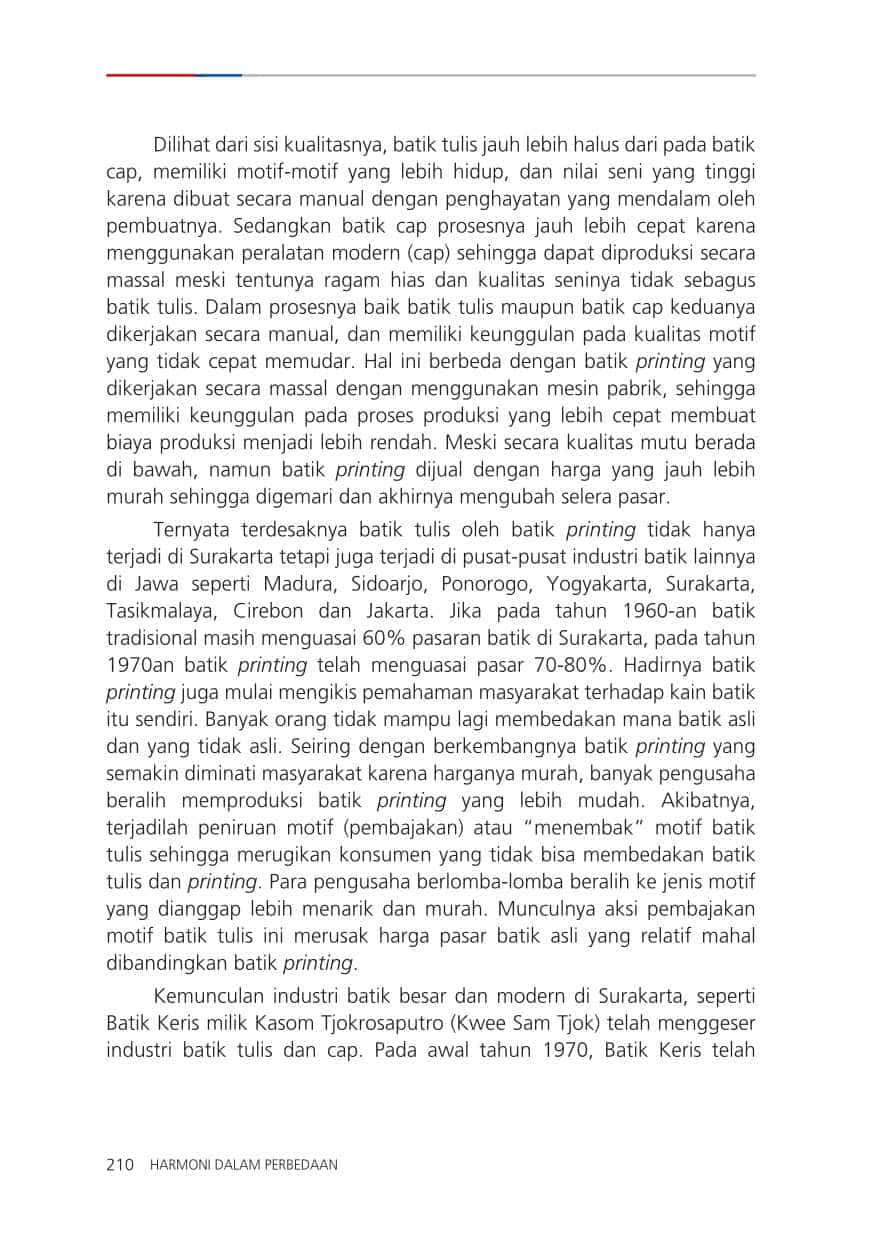 Dilihat dari sisi kualitasnya, batik tulis jauh lebih halus dari pada batik
cap, memiliki motif-motif yang lebih hidup, dan nilai seni yang tinggi
karena dibuat secara manual dengan penghayatan yang mendalam oleh
pembuatnya. Sedangkan batik cap prosesnya jauh lebih cepat karena
menggunakan peralatan modern (cap) sehingga dapat diproduksi secara
massal meski tentunya ragam hias dan kualitas seninya tidak sebagus
batik tulis. Dalam prosesnya baik batik tulis maupun batik cap keduanya
dikerjakan secara manual, dan memiliki keunggulan pada kualitas motif
yang tidak cepat memudar. Hal ini berbeda dengan batik printing yang
dikerjakan secara massal dengan menggunakan mesin pabrik, sehingga
memiliki keunggulan pada proses produksi yang lebih cepat membuat
biaya produksi menjadi lebih rendah. Meski secara kualitas mutu berada
di bawah, namun batik printing dijual dengan harga yang jauh lebih
murah sehingga digemari dan akhirnya mengubah selera pasar.
Ternyata terdesaknya batik tulis oleh batik printing tidak hanya
terjadi di Surakarta tetapi juga terjadi di pusat-pusat industri batik lainnya
di Jawa seperti Madura, Sidoarjo, Ponorogo, Yogyakarta, Surakarta,
Tasikmalaya, Cirebon dan Jakarta. Jika pada tahun 1960-an batik
tradisional masih menguasai 60% pasaran batik di Surakarta, pada tahun
1970an batik printing telah menguasai pasar 70-80%. Hadirnya batik
printing juga mulai mengikis pemahaman masyarakat terhadap kain batik
itu sendiri. Banyak orang tidak mampu lagi membedakan mana batik asli
dan yang tidak asli. Seiring dengan berkembangnya batik printing yang
semakin diminati masyarakat karena harganya murah, banyak pengusaha
beralih memproduksi batik printing yang lebih mudah. Akibatnya,
terjadilah peniruan motif (pembajakan) atau “menembak” motif batik
tulis sehingga merugikan konsumen yang tidak bisa membedakan batik
tulis dan printing. Para pengusaha berlomba-lomba beralih ke jenis motif
yang dianggap lebih menarik dan murah. Munculnya aksi pembajakan
motif batik tulis ini merusak harga pasar batik asli yang relatif mahal
dibandingkan batik printing.
Kemunculan industri batik besar dan modern di Surakarta, seperti
Batik Keris milik Kasom Tjokrosaputro (Kwee Sam Tjok) telah menggeser
industri batik tulis dan cap. Pada awal tahun 1970, Batik Keris telah
210 HARMONI DALAM PERBEDAAN